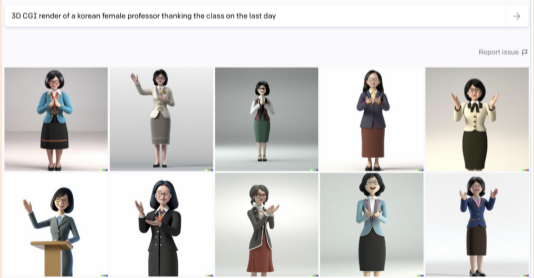 3D CGI render of a korean female professor thanking the class on the last day
Report issue